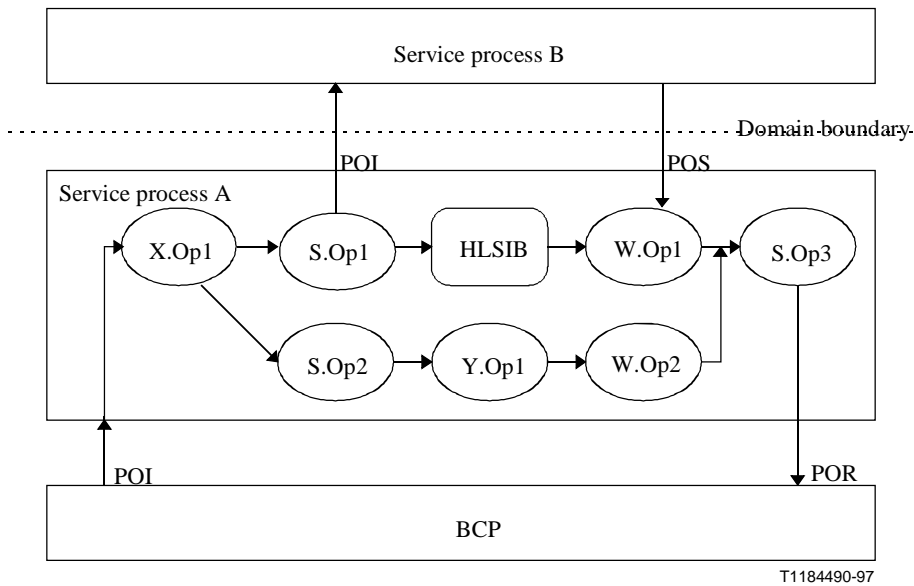 Service process B
Domain boundary
POI
POS
Service process A
X.Op1
S.Op1
HLSIB
W.Op1
S.Op3
S.Op2
Y.Op1
W.Op2
POI
POR
BCP
T1184490-97